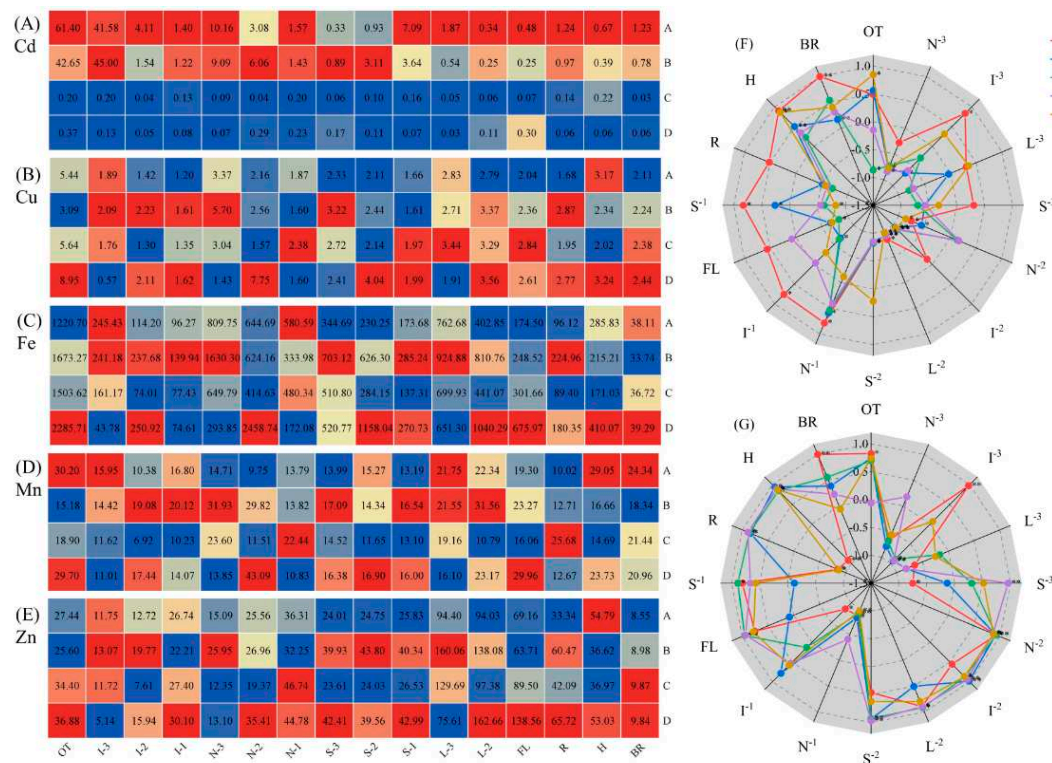 (A)
Cd
61.40 41.58 4.11 1.40 10.16 3.08 1.57 0.33 0.93 7.09 1.87 0.34 0.48 1.24 0.67 1.23 A
42.65 45.00 1.54 1.22 9.09 6.06 1.43 0.89 3.11 3.64 0.54 0.25 0.25 0.97 0.39 0.78 B
0.20 0.20 0.04 0.13 0.09 0.04 0.20 0.06 0.10 0.16 0.05 0.06 0.07 0.14 0.22 0.03 C
0.37 0.13 0.05 0.08 0.07 0.29 0.23 0.17 0.11 0.07 0.03 0.11 0.30 0.06 0.06 0.06 D
(B)
Cu
5.44 1.89 1.42 1.20 3.37 2.16 1.87 2.33 2.11 1.66 2.83 2.79 2.04 1.68 3.17 2.11 A
3.09 2.09 2.23 1.61 5.70 2.56 1.60 3.22 2.44 1.61 2.71 3.37 2.36 2.87 2.34 2.24 B
5.64 1.76 1.30 1.35 3.04 1.57 2.38 2.72 2.14 1.97 3.44 3.29 2.84 1.95 2.02 2.38 C
8.95 0.57 2.11 1.62 1.43 7.75 1.60 2.41 4.04 1.99 1.91 3.56 2.61 2.77 3.24 2.44 D
(C)
Fe
1220.70 245.43 114.20 96.27 809.75 644.69 580.59 344.69 230.25 173.68 762.68 402.85 174.50 96.12 285.83 38.11 A
1673.27 241.18 237.68 139.94 1630.30 624.16 333.98 703.12 626.30 285.24 924.88 810.76 248.52 224.96 215.21 33.74 B
1503.62 161.17 74.01 77.43 649.79 414.63 480.34 510.80 284.15 137.31 699.93 441.07 301.66 89.40 171.03 36.72 C
2285.71 43.78 250.92 74.61 293.85 2458.74 172.08 520.77 1158.04 270.73 651.30 1040.29 675.97 180.35 410.07 39.29 D
(D)
Mn
30.20 15.95 10.38 16.80 14.71 9.75 13.79 13.99 15.27 13.19 21.75 22.34 19.30 10.02 29.05 24.34 A
15.18 14.42 19.08 20.12 31.93 29.82 13.82 17.09 14.34 16.54 21.55 31.56 23.27 12.71 16.66 18.34 B
18.90 11.62 6.92 10.23 23.60 11.51 22.44 14.52 11.65 13.10 19.16 10.79 16.06 25.68 14.69 21.44 C
29.70 11.01 17.44 14.07 13.85 43.09 10.83 16.38 16.90 16.00 16.10 23.17 29.96 12.67 23.73 20.96 D
(E)
Zn
27.44 11.75 12.72 26.74 15.09 25.56 36.31 24.01 24.75 25.83 94.40 94.03 69.16 33.34 54.79 8.55 A
25.60 13.07 19.77 22.21 25.95 26.96 32.25 39.93 43.80 40.34 160.06 138.08 63.71 60.47 36.62 8.98 B
34.40 11.72 7.61 27.40 12.35 19.37 46.74 23.61 24.03 26.53 129.69 97.38 89.50 42.09 36.97 9.87 C
36.88 5.14 15.94 30.10 13.10 35.41 44.78 42.41 39.56 42.99 75.61 162.66 138.56 65.72 53.03 9.84 D
OT I-3 I-2 I-1 N-3 N-2 N-1 S-3 S-2 S-1 L-3 L-2 FL R H BR
(F)
OT
N-3
I-3
L-3
S-3
N-2
I-2
L-2
S-2
N-1
I-1
FL
S-1
R
H
BR
1.0
0.5
-0.5
-1.0
-1.5
(G)
OT
N-3
I-3
L-3
S-3
N-2
I-2
L-2
S-2
N-1
I-1
FL
S-1
R
H
BR
1.0
0.5
0.0
-0.5
-1.0
-1.5